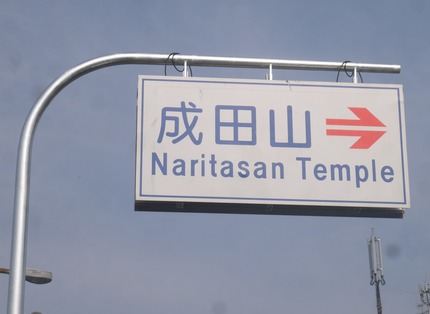 成田山
Naritasan Temple